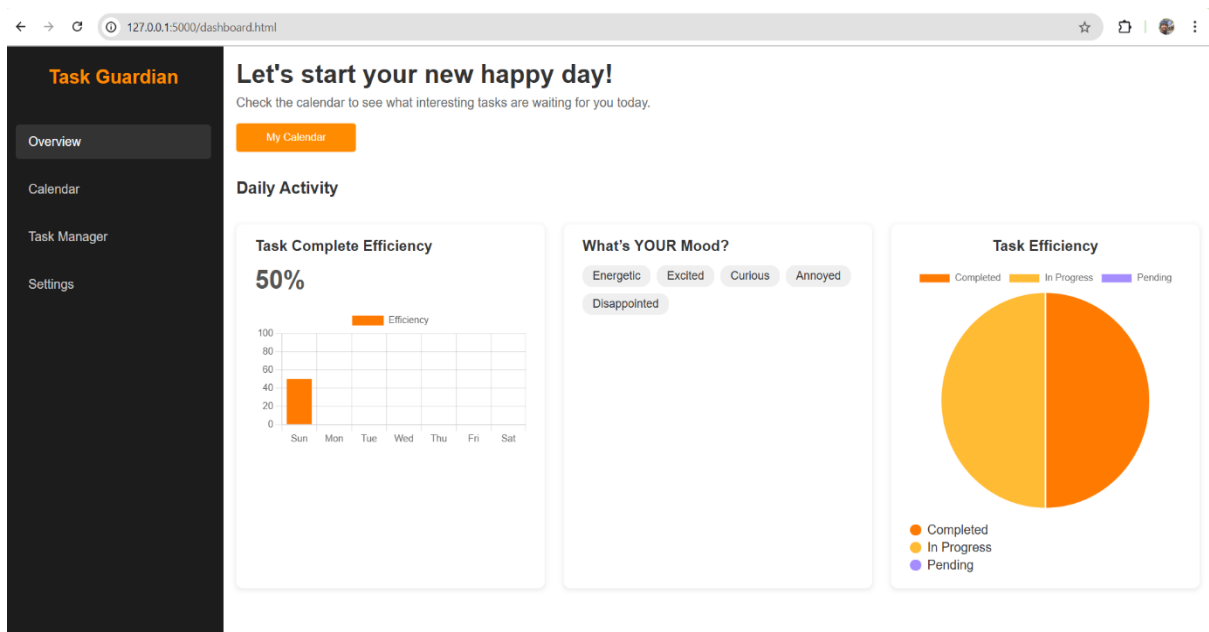 127.0.0.1:5000/dashboard.html
Task Guardian
Overview
Calendar
Task Manager
Settings
Let's start your new happy day!
Check the calendar to see what interesting tasks are waiting for you today.
My Calendar
Daily Activity
Task Complete Efficiency
50%
Efficiency
100
80
60
40
20
0
Sun Mon Tue Wed Thu Fri Sat
What's YOUR Mood?
Energetic Excited Curious Annoyed
Disappointed
Task Efficiency
Completed In Progress Pending
Completed
In Progress
Pending